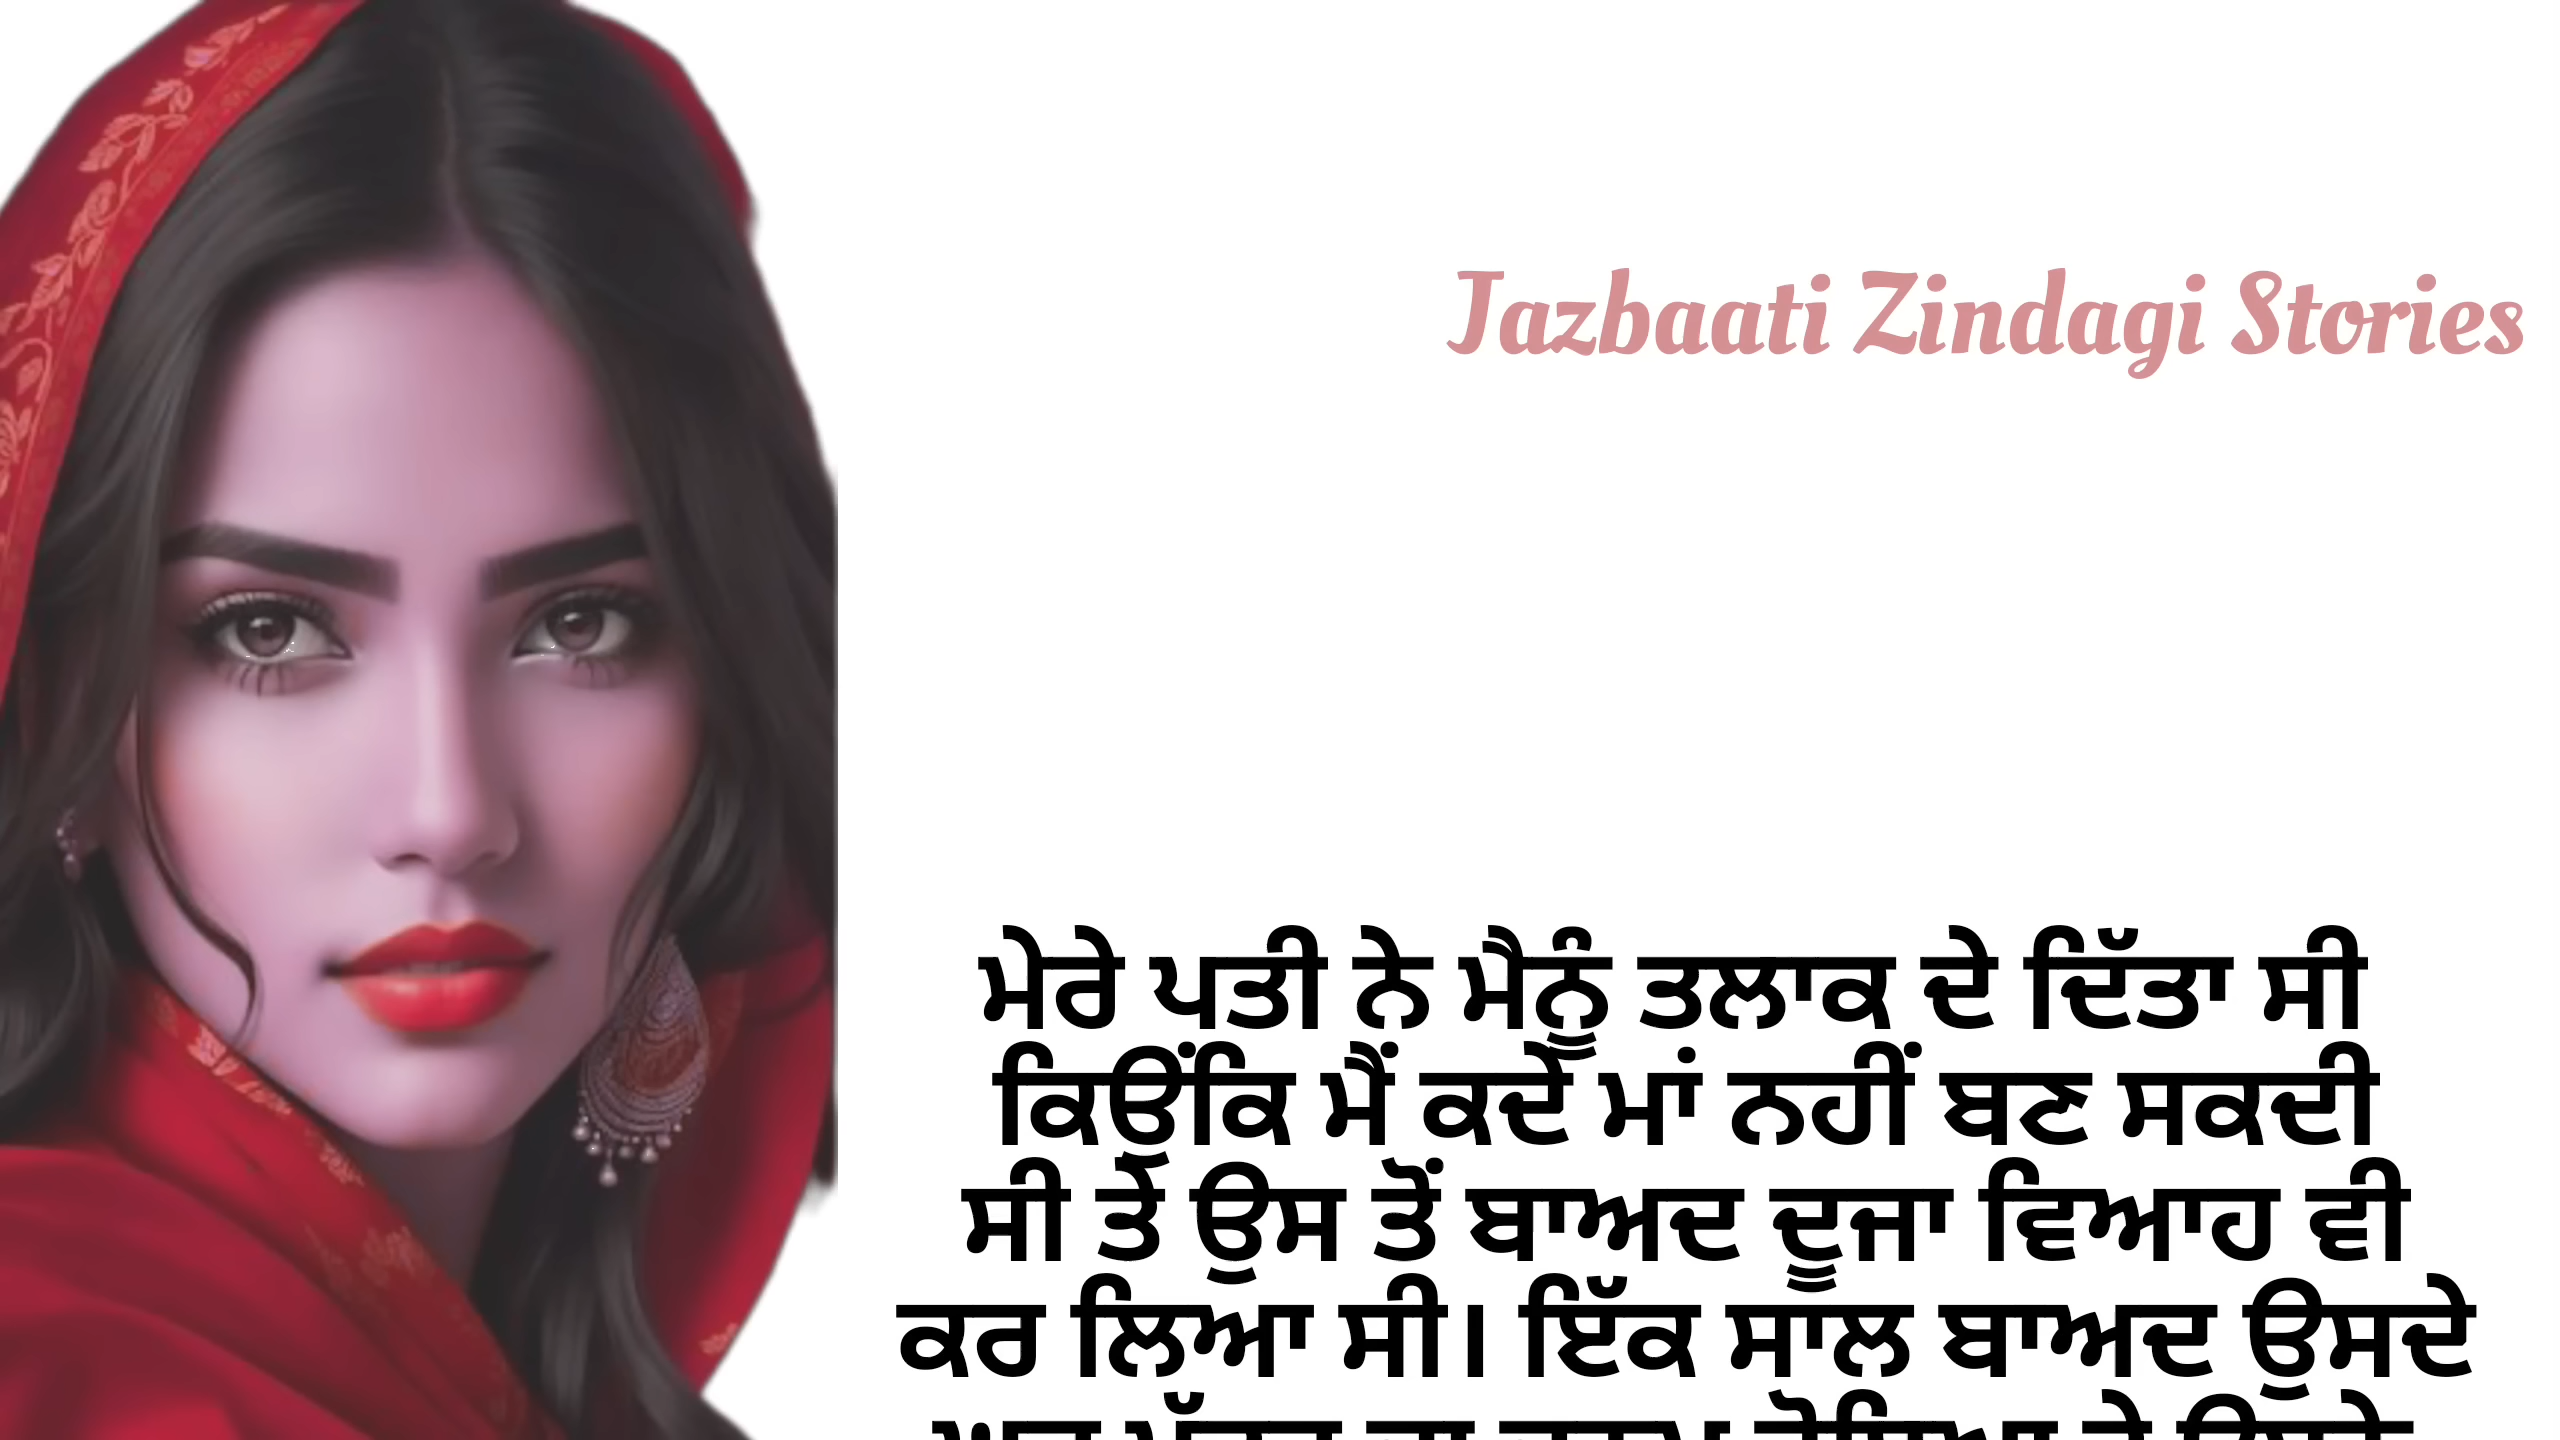 Jazbaati Zindagi Stories
ਮੇਰੇ ਪਤੀ ਨੇ ਮੈਨੂੰ ਤਲਾਕ ਦੇ ਦਿੱਤਾ ਸੀ
ਕਿਉਂਕਿ ਮੈਂ ਕਦੇ ਮਾਂ ਨਹੀਂ ਬਣ ਸਕਦੀ
ਸੀ ਤੇ ਉਸ ਤੋਂ ਬਾਅਦ ਦੂਜਾ ਵਿਆਹ ਵੀ
ਕਰ ਲਿਆ ਸੀ। ਇੱਕ ਸਾਲ ਬਾਅਦ ਉਸਦੇ